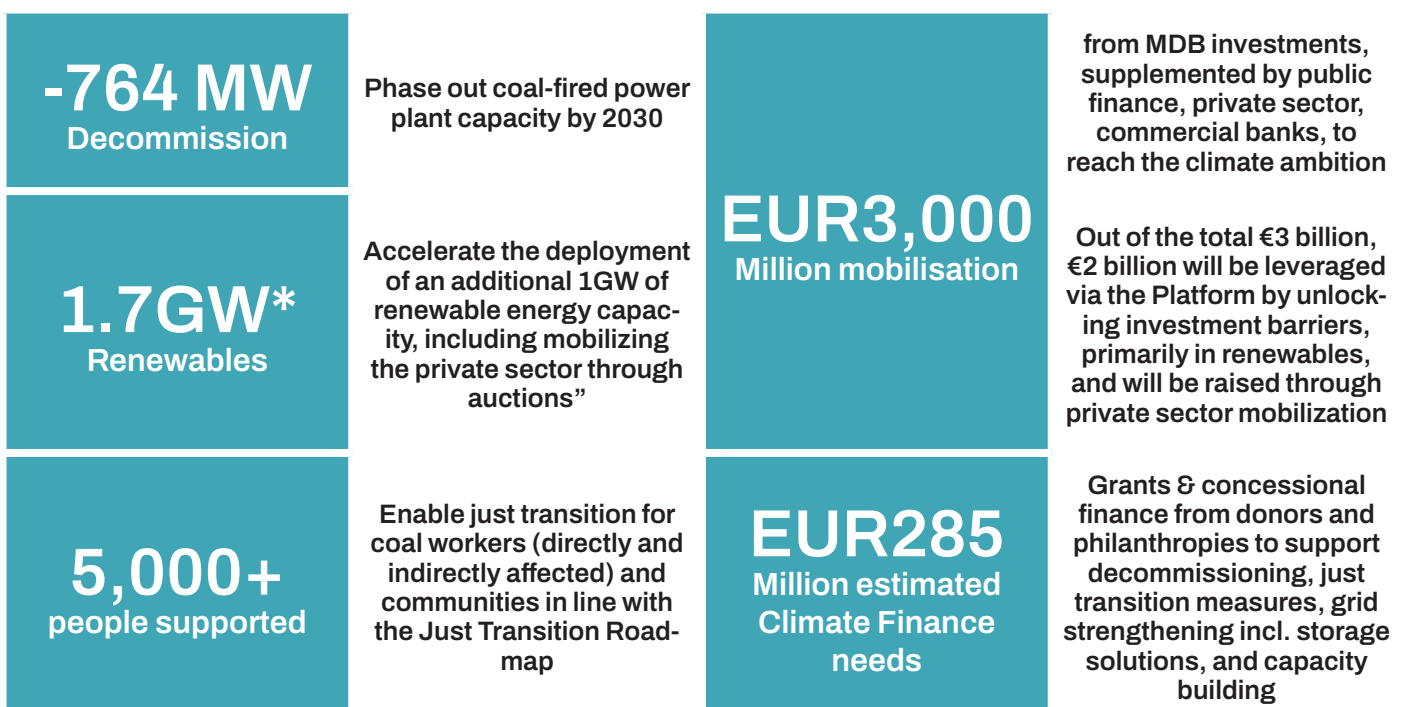 -764 MW
Decommission
Phase out coal-fired power
plant capacity by 2030
1.7GW*
Renewables
Accelerate the deployment
of an additional 1GW of
renewable energy capac-
ity, including mobilizing
the private sector through
auctions”
5,000+
people supported
Enable just transition for
coal workers (directly and
indirectly affected) and
communities in line with
the Just Transition Road-
map
EUR3,000
Million mobilisation
from MDB investments,
supplemented by public
finance, private sector,
commercial banks, to
reach the climate ambition
Out of the total €3 billion,
€2 billion will be leveraged
via the Platform by unlock-
ing investment barriers,
primarily in renewables,
and will be raised through
private sector mobilization
EUR285
Million estimated
Climate Finance
needs
Grants & concessional
finance from donors and
philanthropies to support
decommissioning, just
transition measures, grid
strengthening incl. storage
solutions, and capacity
building